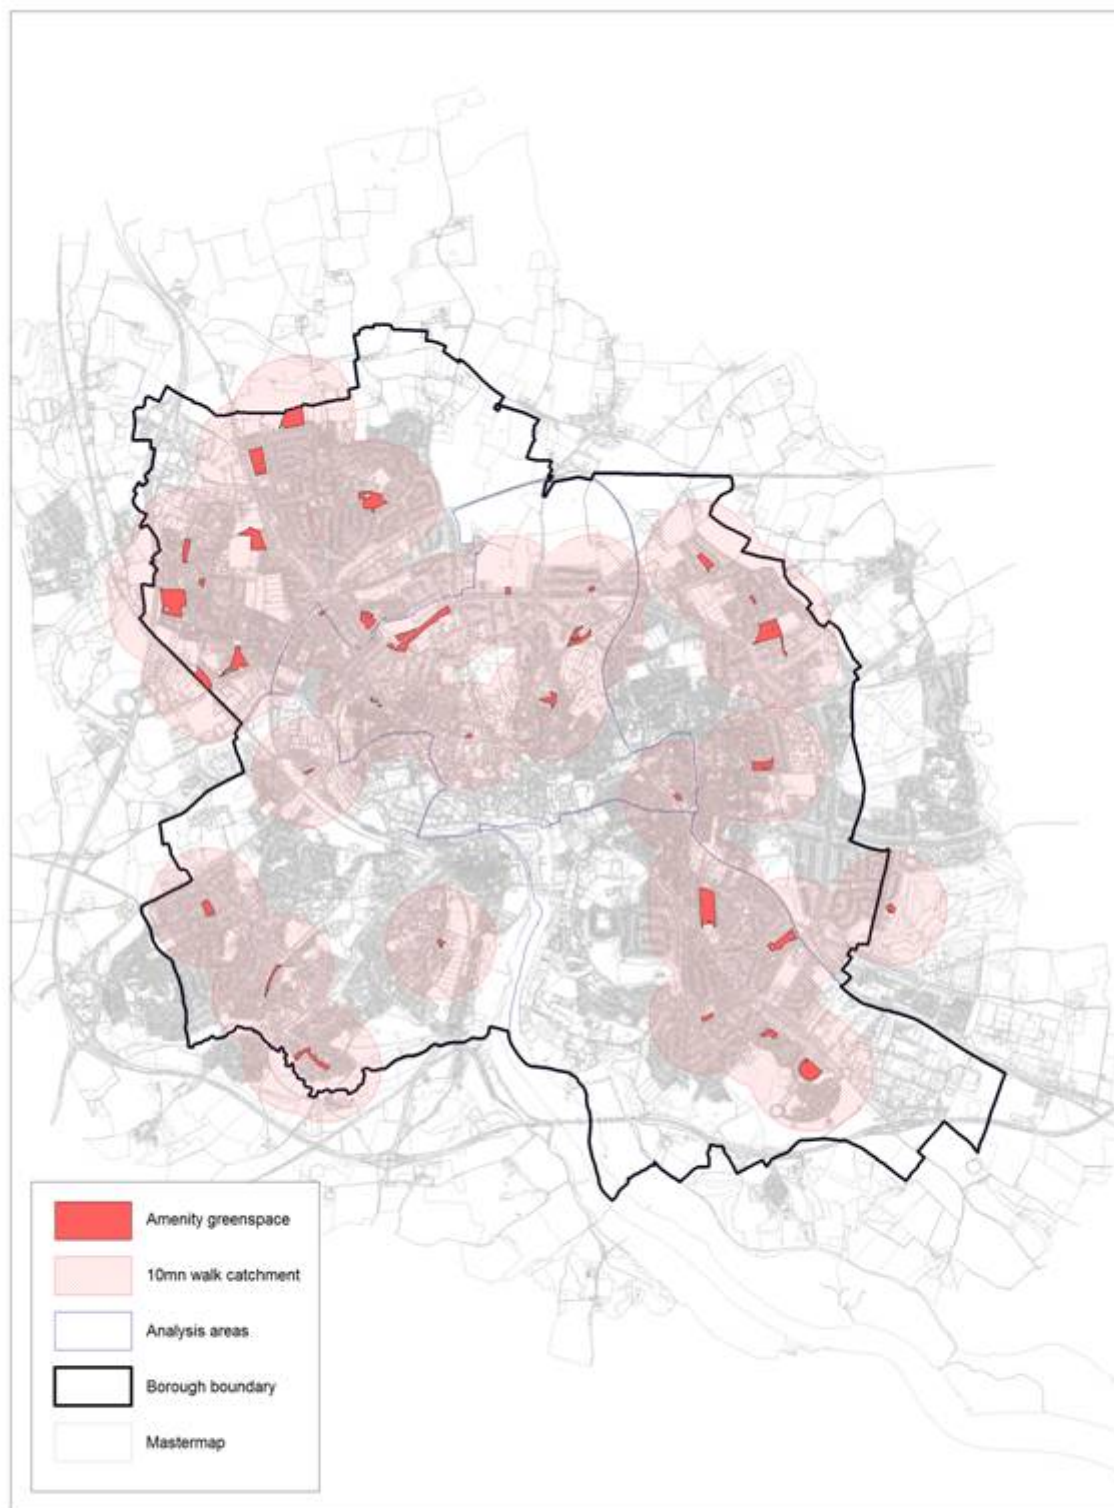 Amenity greenspace
10mn walk catchment
Analysis areas
Borough boundary
Mastermap